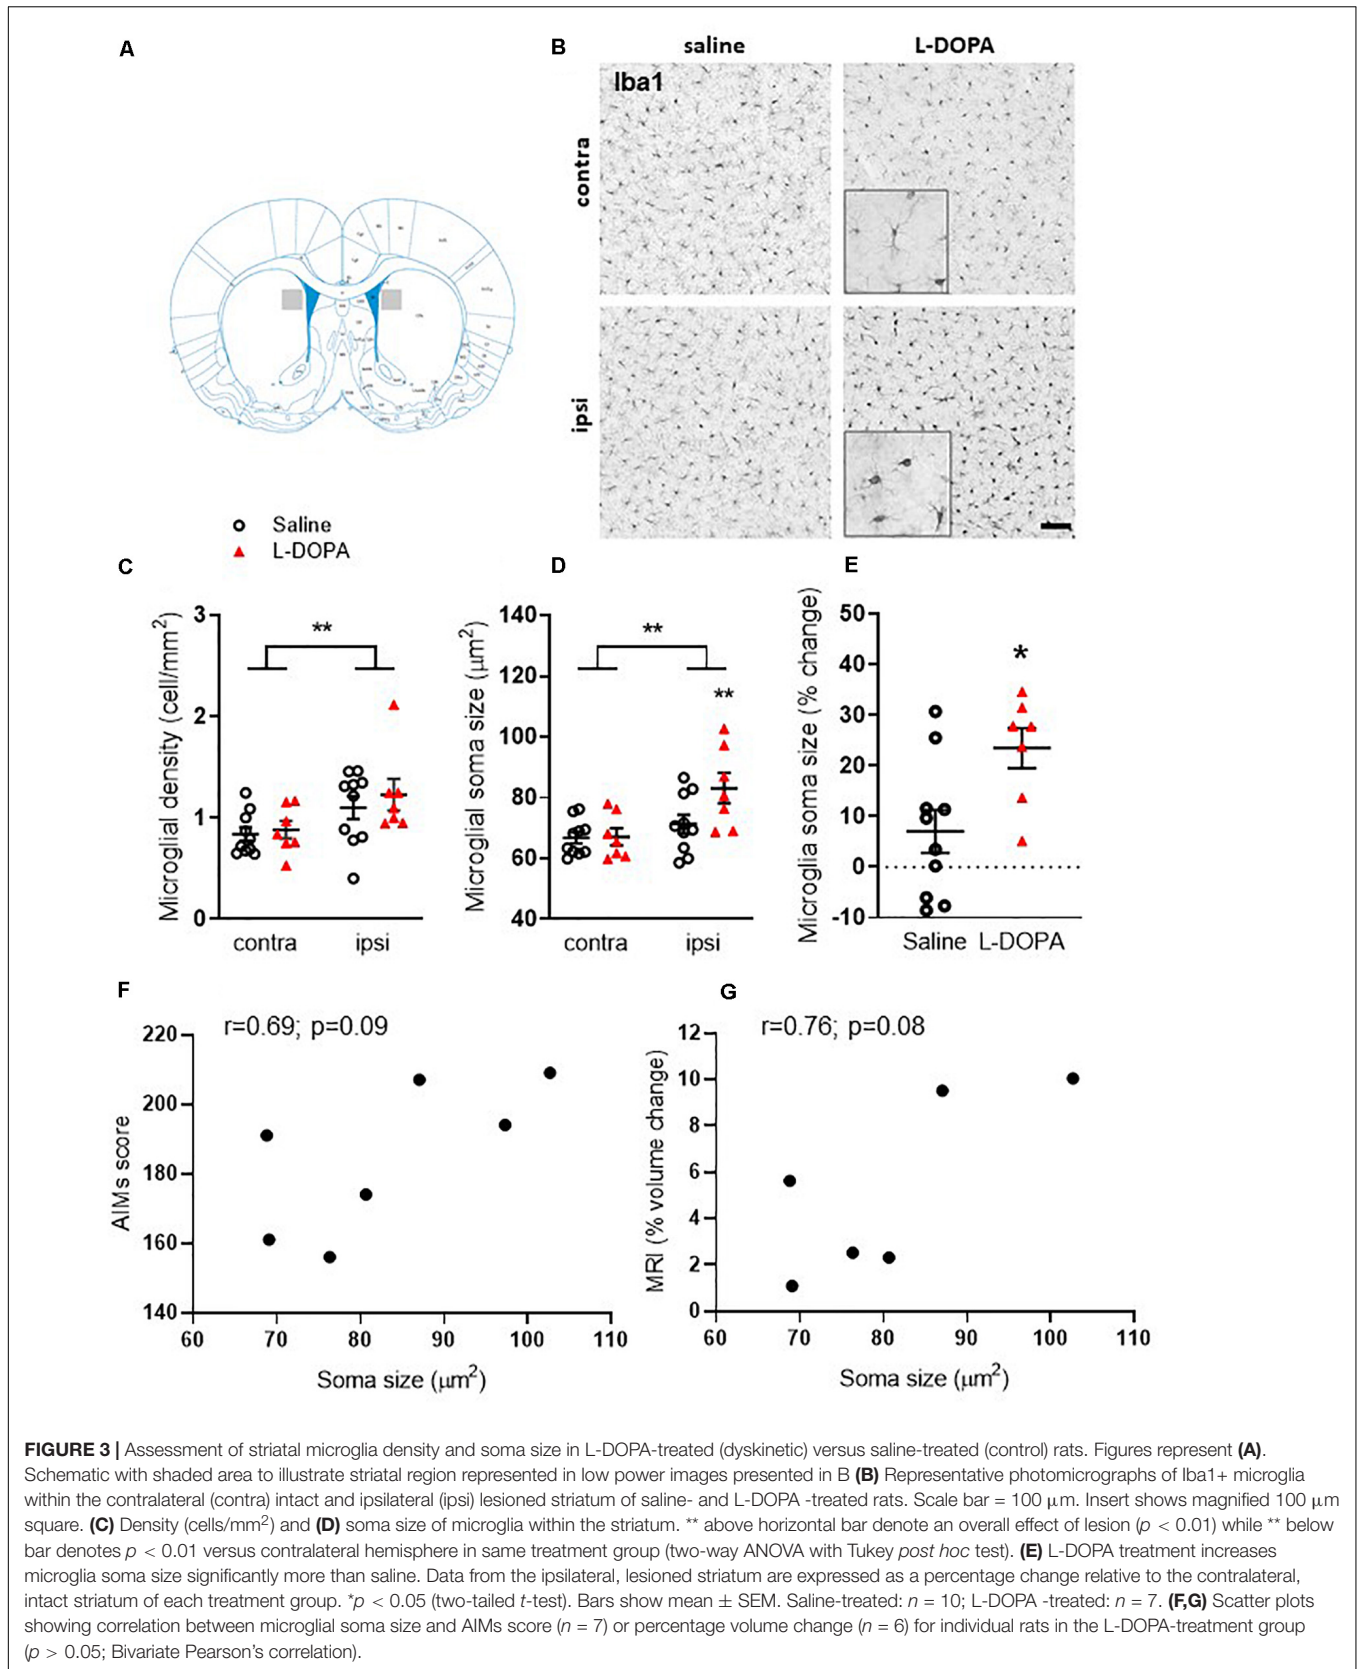 A
B
saline
L-DOPA
Iba1
contra
ipsi
Saline
L-DOPA
C
Microglial density (cell/mm²)
3
2
1
0
**
contra
ipsi
D
Microglial soma size (μm²)
140
120
100
80
60
40
**
**
contra
ipsi
E
Microglia soma size (% change)
50
40
30
20
10
0
-10
*
Saline L-DOPA
F
r=0.69; p=0.09
AIMs score
220
200
180
160
140
60 70 80 90 100 110
Soma size (μm²)
G
r=0.76; p=0.08
MRI (% volume change)
12
10
8
6
4
2
0
60 70 80 90 100 110
Soma size (μm²)
FIGURE 3 | Assessment of striatal microglia density and soma size in L-DOPA-treated (dyskinetic) versus saline-treated (control) rats. Figures represent (A).
Schematic with shaded area to illustrate striatal region represented in low power images presented in B (B) Representative photomicrographs of Iba1+ microglia
within the contralateral (contra) intact and ipsilateral (ipsi) lesioned striatum of saline- and L-DOPA -treated rats. Scale bar = 100 μm. Insert shows magnified 100 μm
square. (C) Density (cells/mm²) and (D) soma size of microglia within the striatum. ** above horizontal bar denote an overall effect of lesion (p < 0.01) while ** below
bar denotes p < 0.01 versus contralateral hemisphere in same treatment group (two-way ANOVA with Tukey post hoc test). (E) L-DOPA treatment increases
microglia soma size significantly more than saline. Data from the ipsilateral, lesioned striatum are expressed as a percentage change relative to the contralateral,
intact striatum of each treatment group. *p < 0.05 (two-tailed t-test). Bars show mean ± SEM. Saline-treated: n = 10; L-DOPA -treated: n = 7. (F,G) Scatter plots
showing correlation between microglial soma size and AIMs score (n = 7) or percentage volume change (n = 6) for individual rats in the L-DOPA-treatment group
(p > 0.05; Bivariate Pearson's correlation).